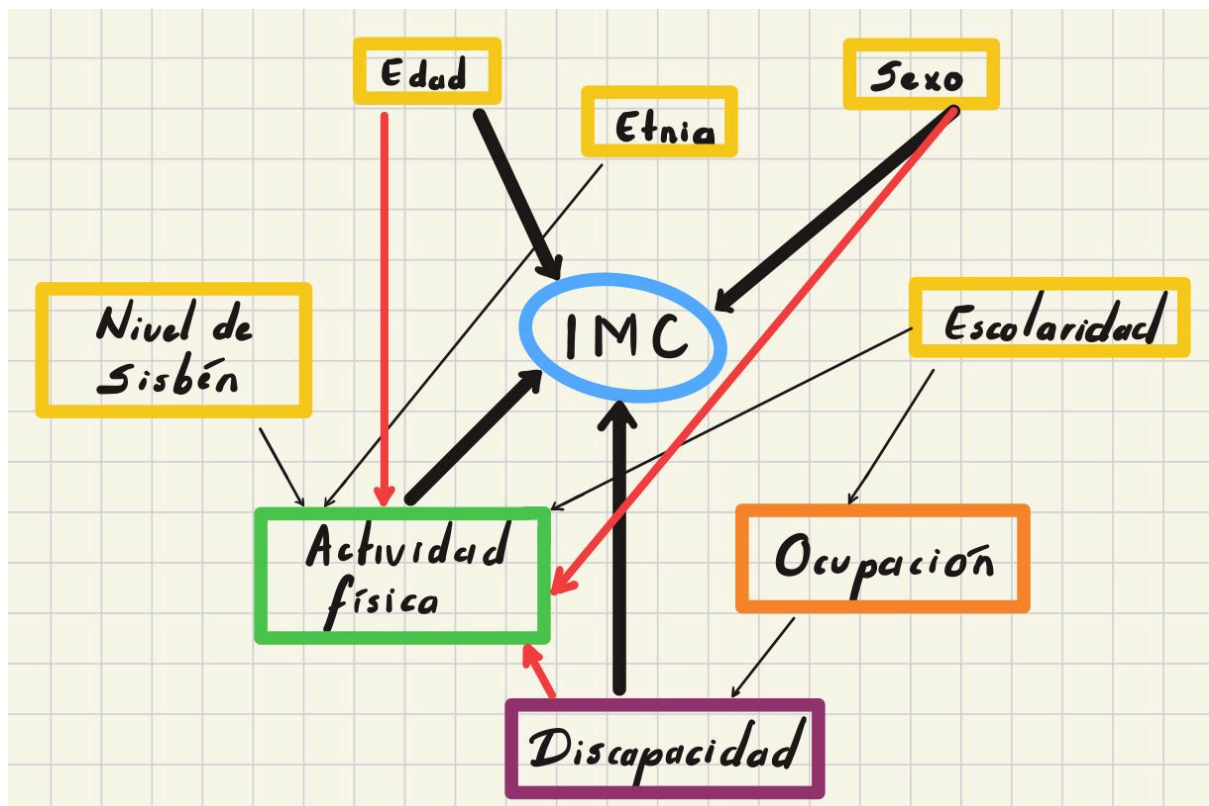 Edad
Sexo
Etnia
Nivel de
Sisbén
IMC
Escolaridad
Actividad
física
Ocupación
Discapacidad